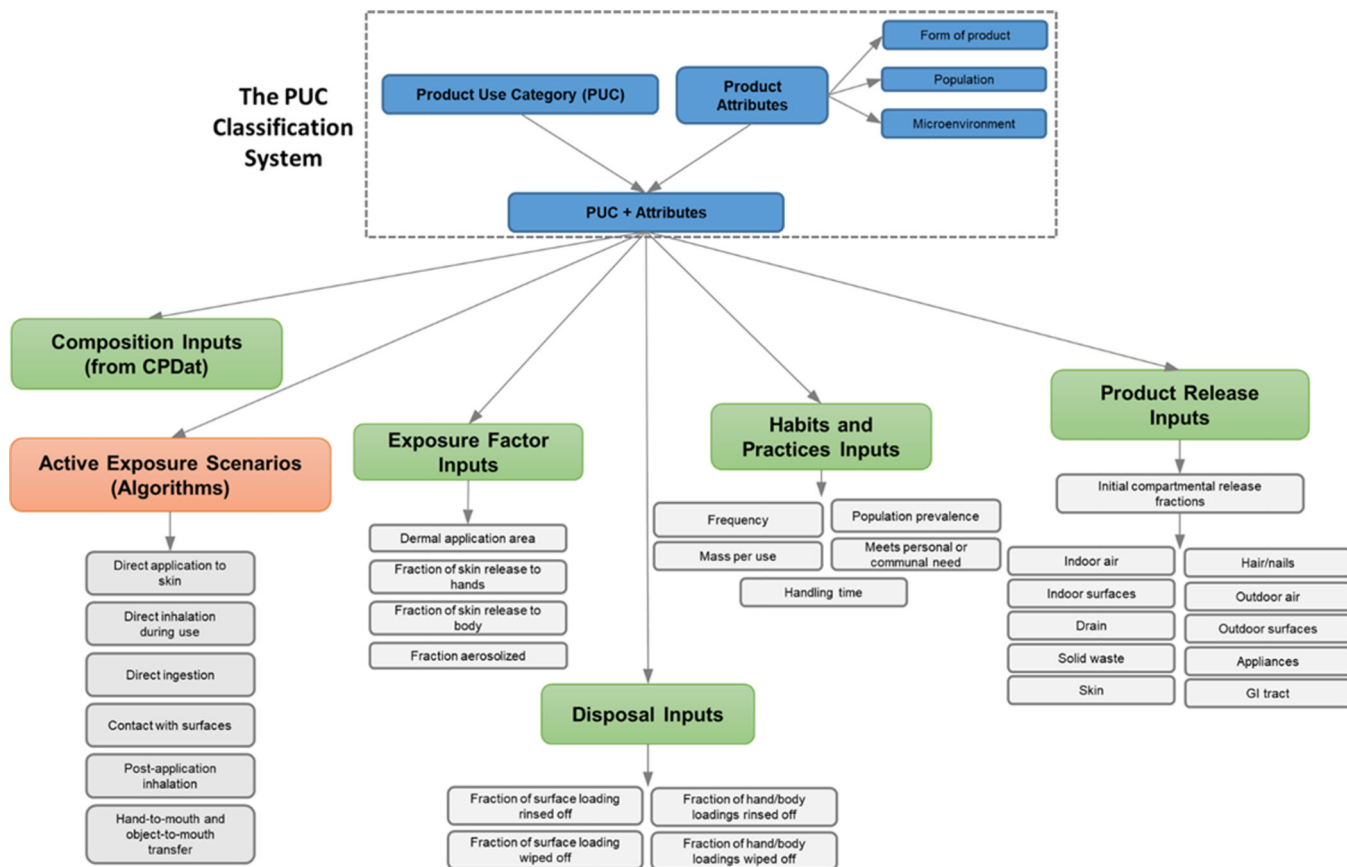 The PUC
Classification
System
Product Use Category (PUC)
Product
Attributes
Form of product
Population
Microenvironment
PUC + Attributes
Composition Inputs
(from CPDat)
Active Exposure Scenarios
(Algorithms)
Direct application to
skin
Direct inhalation
during use
Direct ingestion
Contact with surfaces
Post-application
inhalation
Hand-to-mouth and
object-to-mouth
transfer
Exposure Factor
Inputs
Dermal application area
Fraction of skin release to
hands
Fraction of skin release to
body
Fraction aerosolized
Disposal Inputs
Fraction of surface loading
rinsed off
Fraction of hand/body
loadings rinsed off
Fraction of surface loading
wiped off
Fraction of hand/body
loadings wiped off
Habits and
Practices Inputs
Frequency
Population prevalence
Mass per use
Meets personal or
communal need
Handling time
Product Release
Inputs
Initial compartmental release
fractions
Indoor air
Hair/nails
Indoor surfaces
Outdoor air
Drain
Outdoor surfaces
Solid waste
Appliances
Skin
GI tract